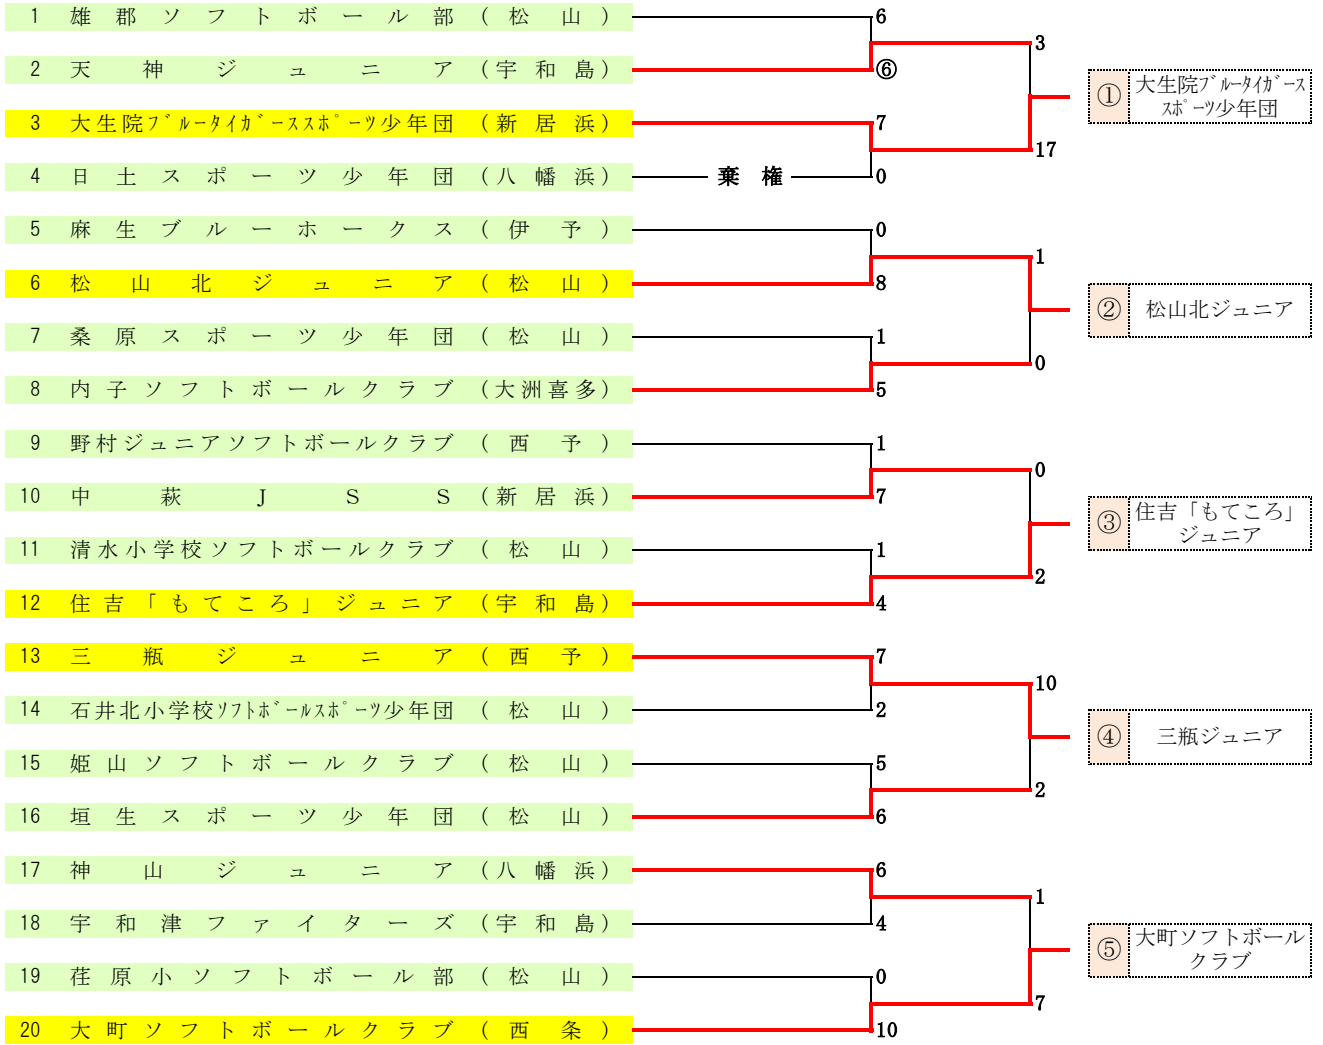 1 雄郡ソフトボール部 (松山) 6
3
2 天神ジュニア (宇和島) ⑥
① 大生院ブルータイガース
スポーツ少年団
3 大生院ブルータイガーススポーツ少年団 (新居浜) 7
17
4 日土スポーツ少年団 (八幡浜) 棄権 0
5 麻生ブルーホークス (伊予) 0
1
6 松山北ジュニア (松山) 8
② 松山北ジュニア
7 桑原スポーツ少年団 (松山) 1
0
8 内子ソフトボールクラブ (大洲喜多) 5
9 野村ジュニアソフトボールクラブ (西予) 1
0
10 中萩JSS (新居浜) 7
③ 住吉「もてころ」
ジュニア
11 清水小学校ソフトボールクラブ (松山) 1
2
12 住吉「もてころ」ジュニア (宇和島) 4
13 三瓶ジュニア (西予) 7
10
14 石井北小学校ソフトボールスポーツ少年団 (松山) 2
④ 三瓶ジュニア
15 姫山ソフトボールクラブ (松山) 5
2
16 垣生スポーツ少年団 (松山) 6
17 神山ジュニア (八幡浜) 6
1
18 宇和津ファイターズ (宇和島) 4
⑤ 大町ソフトボール
クラブ
19 荏原小ソフトボール部 (松山) 0
7
20 大町ソフトボールクラブ (西条) 10